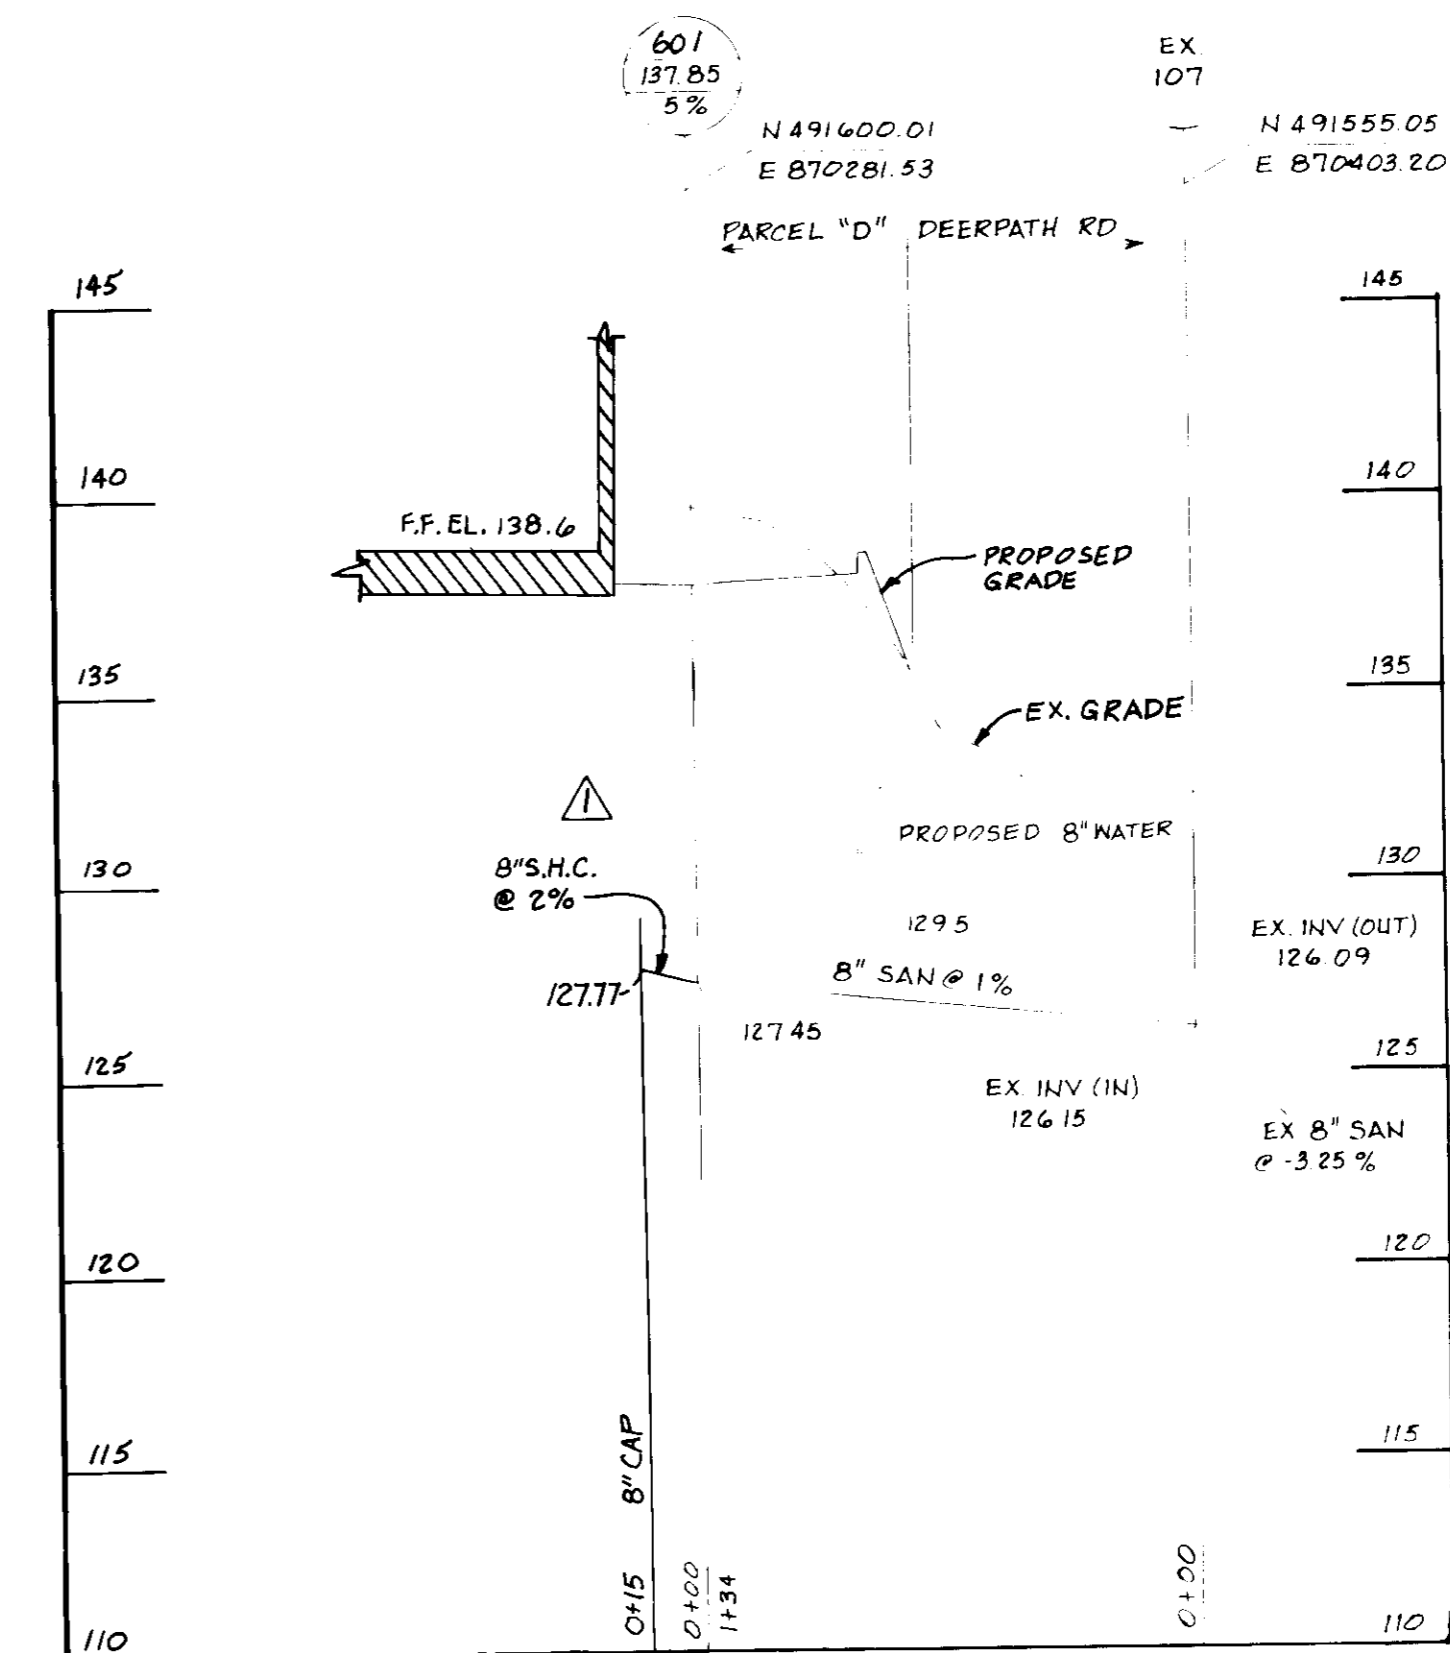 601
137.85
5%
EX.
107
N 491600.01
E 870281.53
N 491555.05
E 870403.20
PARCEL "D" DEERPATH RD
145
145
140
140
F.F. EL. 138.6
PROPOSED
GRADE
135
135
EX. GRADE
1
PROPOSED 8" WATER
130
130
8" S.H.C.
@ 2%
129.5
EX. INV (OUT)
126.09
8" SAN @ 1%
127.77
127.45
125
125
EX. INV (IN)
126.15
EX 8" SAN
@ -3.25 %
120
120
115
115
8" CAP
0+15
0+00
1+34
0+00
110
110